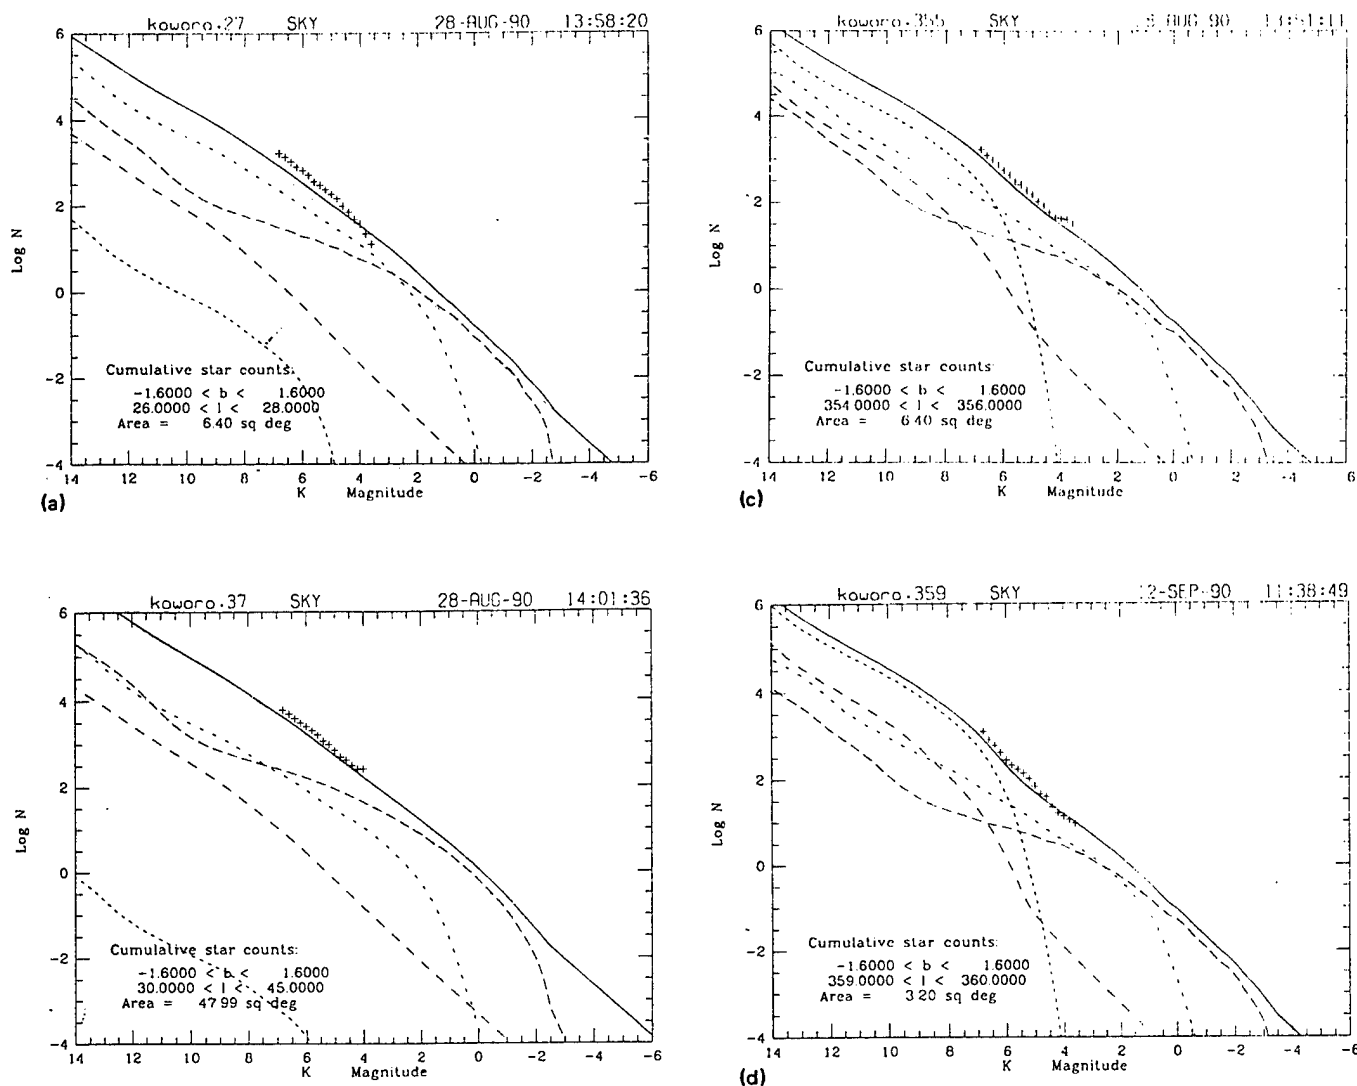 koworo.27 SKY 28-AUG-90 13:58:20
6
4
2
0
-2
-4
Log N
Cumulative star counts:
-1.6000 < b < 1.6000
26.0000 < l < 28.0000
Area = 6.40 sq deg
14 12 10 8 6 4 2 0 -2 -4 -6
K Magnitude
(a)
koworo.355 SKY AUG-90
6
4
2
0
-2
-4
Log N
Cumulative star counts
-1.6000 < b < 1.6000
354.0000 < l < 356.0000
Area = 6.40 sq deg
14 12 10 8 6 4 2 0 2 -4 6
K Magnitude
(c)
koworo.37 SKY 28-AUG-90 14:01:36
6
4
2
0
-2
-4
Log N
Cumulative star counts:
-1.6000 < b < 1.6000
30.0000 < l < 45.0000
Area = 47.99 sq deg
14 12 10 8 6 4 2 0 -2 -4 -6
K Magnitude
koworo.359 SKY 12-SEP-90 11:38:49
6
4
2
0
-2
-4
Log N
Cumulative star counts:
-1.6000 < b < 1.6000
359.0000 < l < 360.0000
Area = 3.20 sq deg
14 12 10 8 6 4 2 0 -2 -4 -6
K Magnitude
(d)